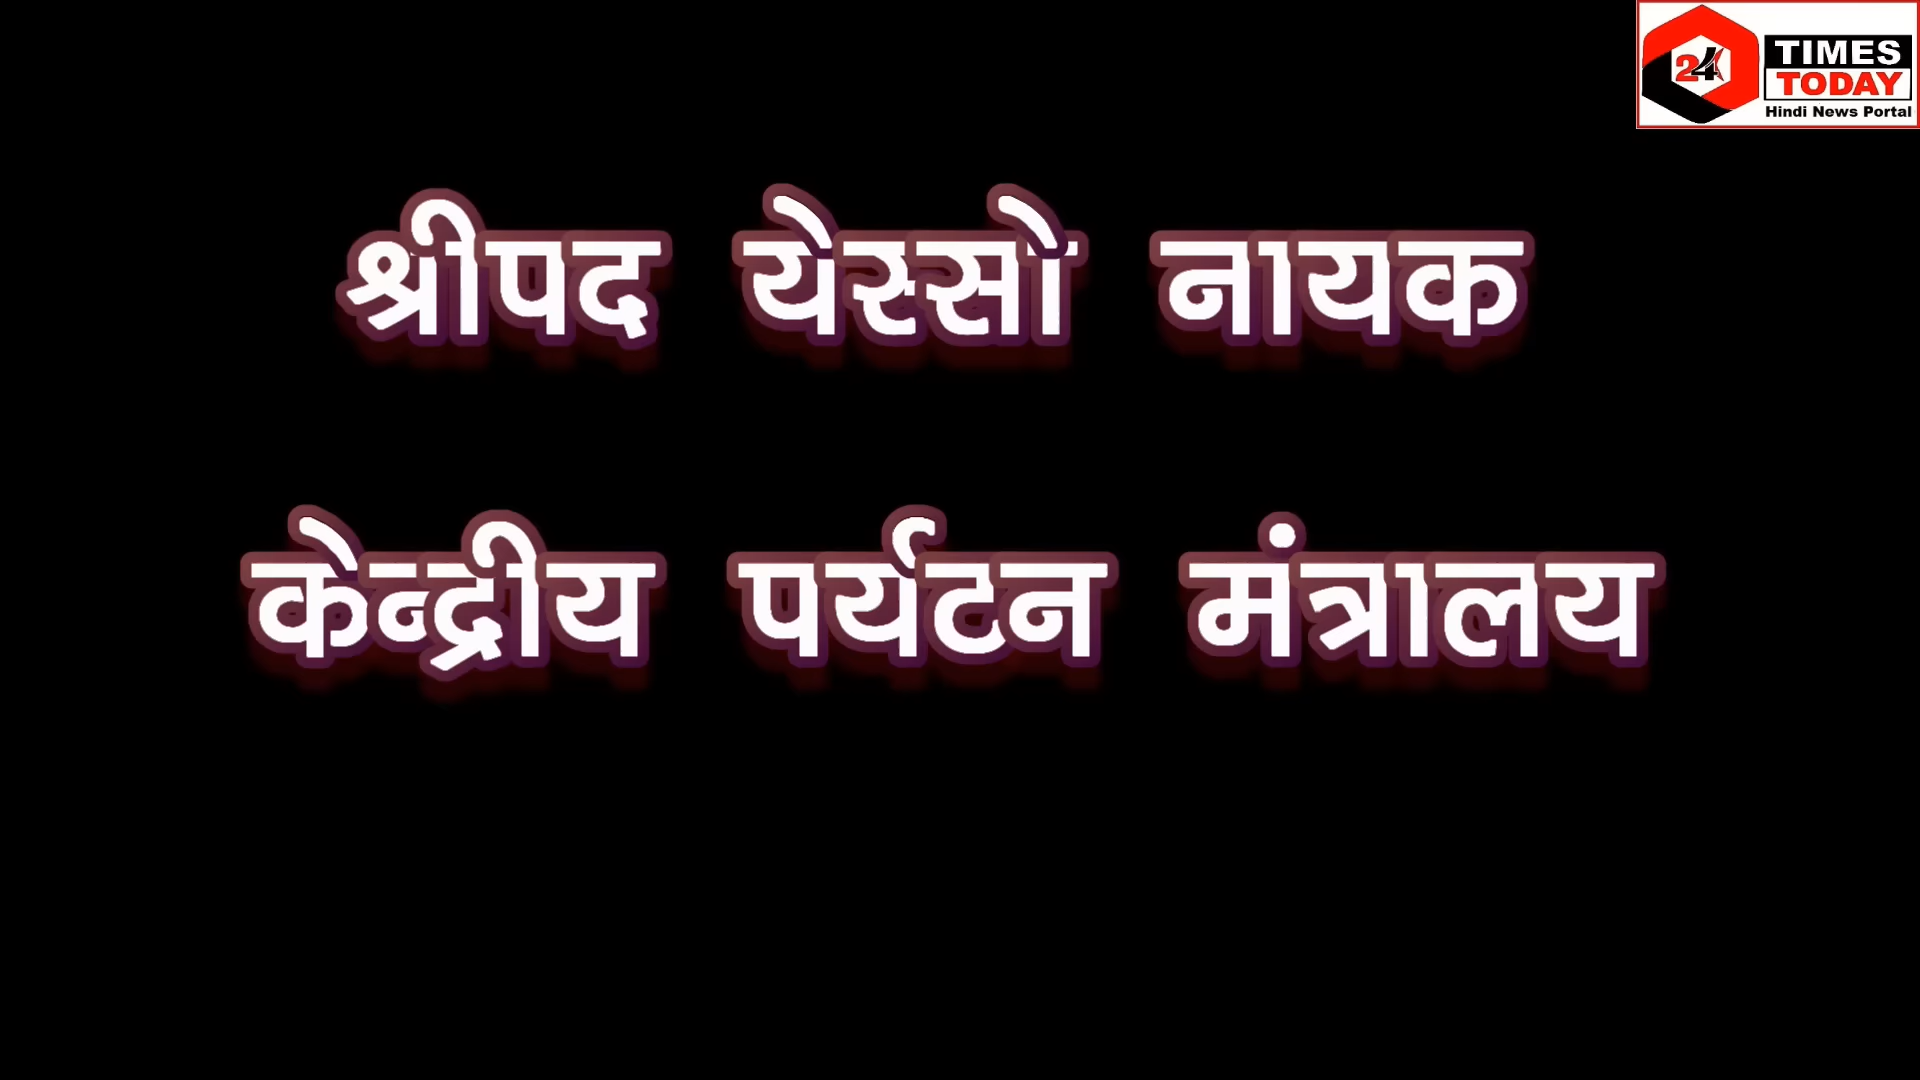 24
TIMES
TODAY
Hindi News Portal
श्रीपद येस्सो नायक
केन्द्रीय पर्यटन मंत्रालय